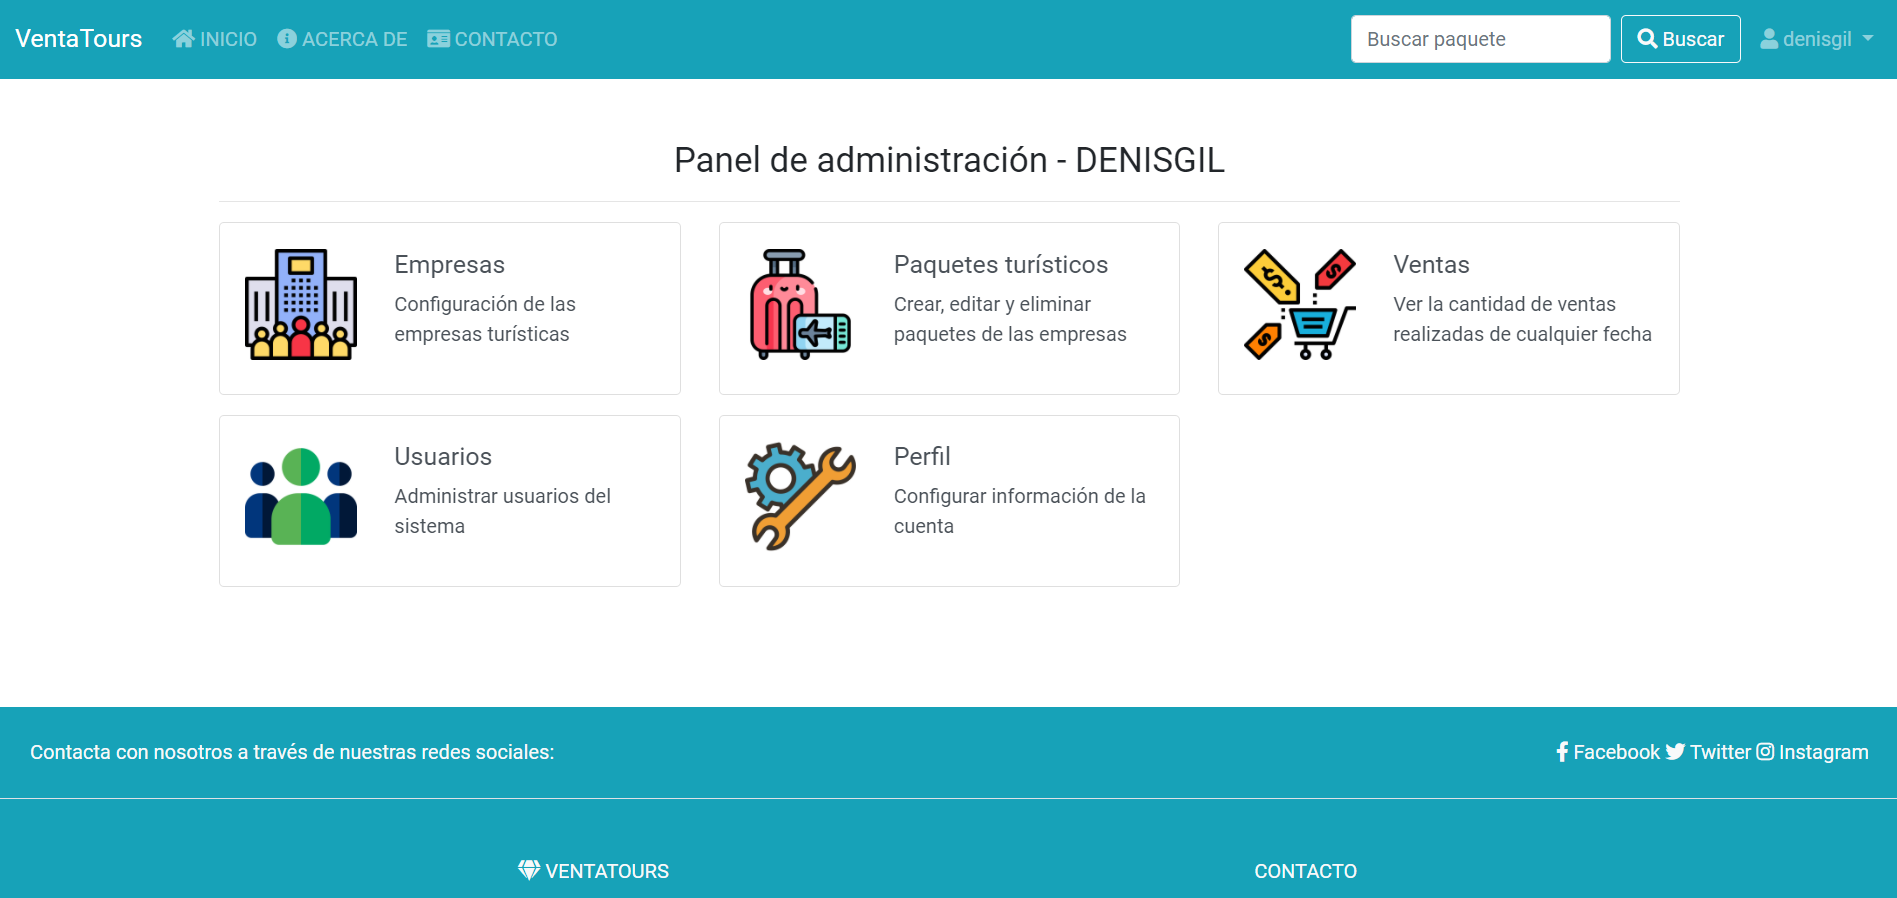 VentaTours INICIO ACERCA DE CONTACTO Buscar paquete Buscar denisgil
Panel de administración - DENISGIL
Empresas
Configuración de las
empresas turísticas
Paquetes turísticos
Crear, editar y eliminar
paquetes de las empresas
Ventas
Ver la cantidad de ventas
realizadas de cualquier fecha
Usuarios
Administrar usuarios del
sistema
Perfil
Configurar información de la
cuenta
Contacta con nosotros a través de nuestras redes sociales: Facebook Twitter Instagram
VENTATOURS CONTACTO